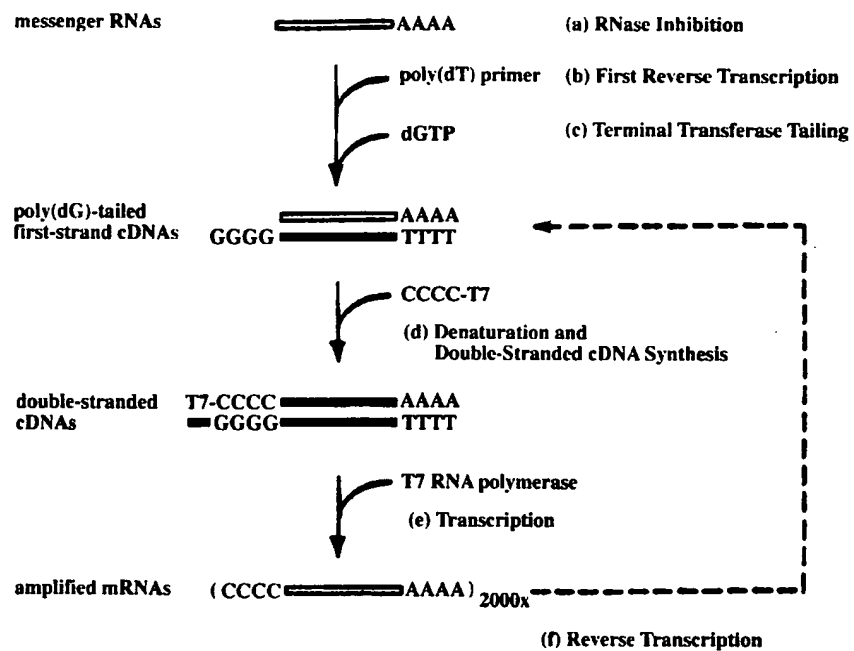 messenger RNAs
AAAA
(a) RNase Inhibition
poly(dT) primer
(b) First Reverse Transcription
dGTP
(c) Terminal Transferase Tailing
poly(dG)-tailed
first-strand cDNAs
AAAA
GGGG TTTT
CCCC-T7
(d) Denaturation and
Double-Stranded cDNA Synthesis
double-stranded
cDNAs
T7-CCCC AAAA
GGGG TTTT
T7 RNA polymerase
(e) Transcription
amplified mRNAs
(CCCC AAAA) 2000x
(f) Reverse Transcription